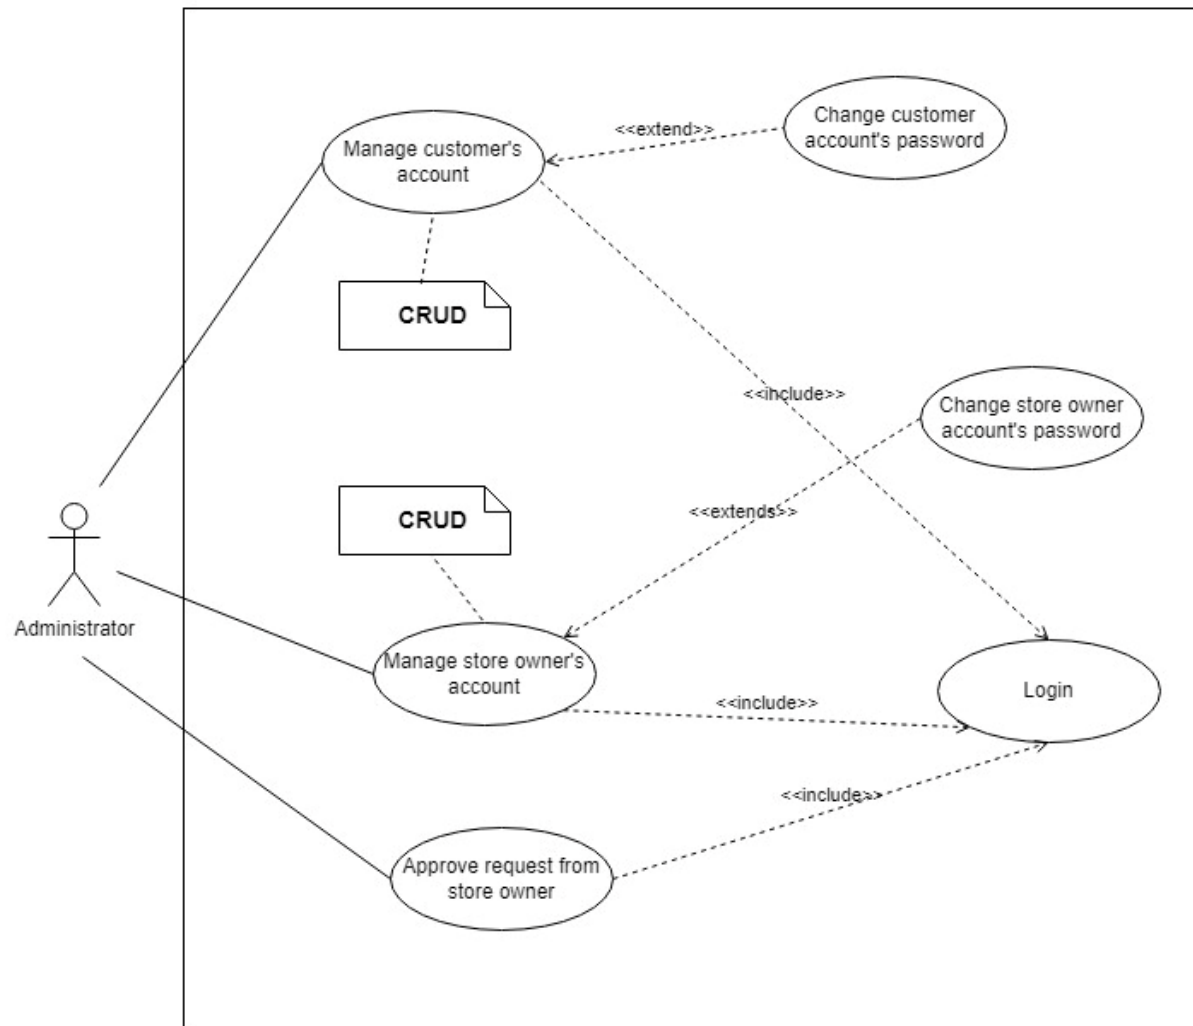 Change customer
account's password
<<extend>>
Manage customer's
account
CRUD
<<include>>
Change store owner
account's password
CRUD
<<extends>>
Administrator
Manage store owner's
account
<<include>>
Login
<<include>>
Approve request from
store owner